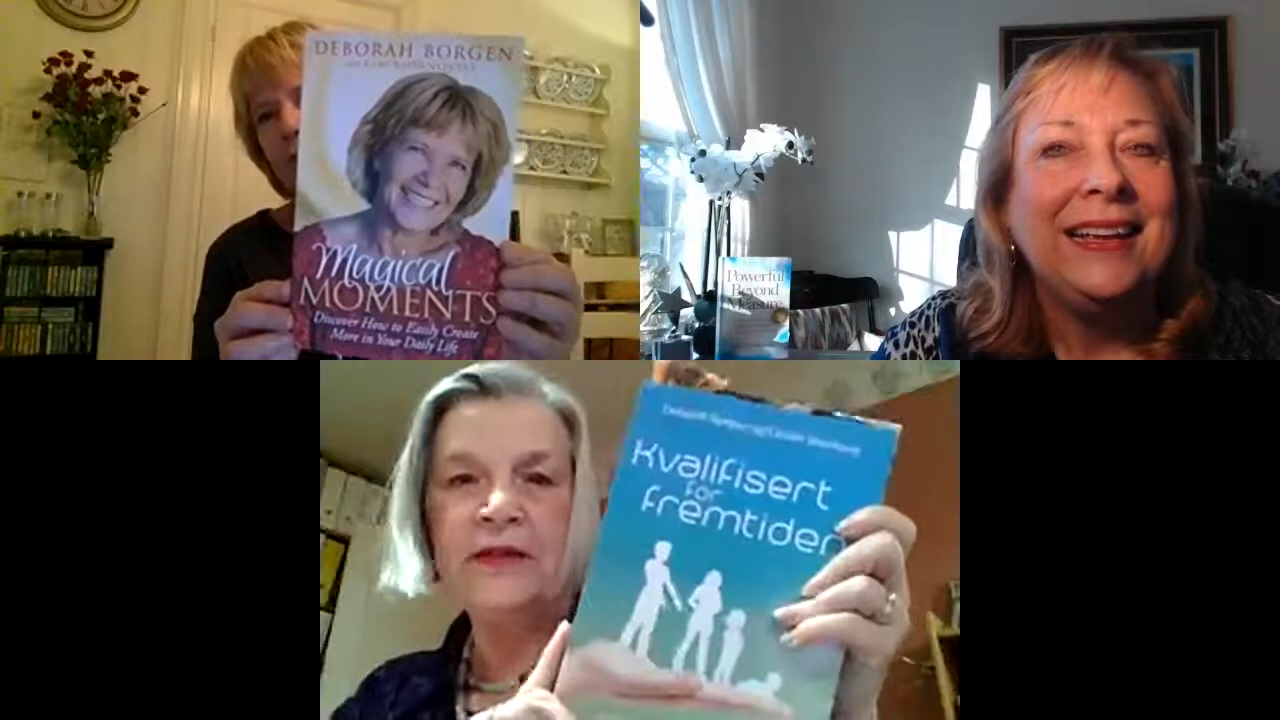 DEBORAH BORGEN
Magical
MOMENTS
Discover How to Easily Create
More in Your Daily Life
Powerful
Beyond
Measure
Kvalifisert
for
fremtiden